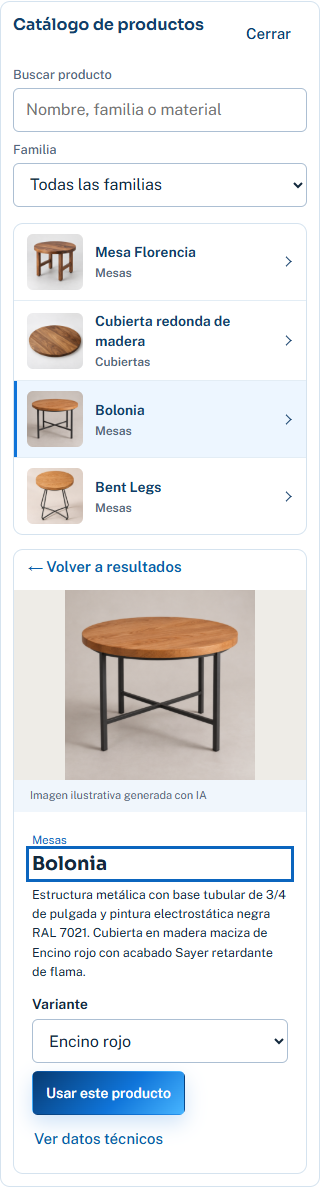 Catálogo de productos
Cerrar
Buscar producto
Nombre, familia o material
Familia
Todas las familias
Mesa Florencia
Mesas
Cubierta redonda de
madera
Cubiertas
Bolonia
Mesas
Bent Legs
Mesas
← Volver a resultados
Imagen ilustrativa generada con IA
Mesas
Bolonia
Estructura metálica con base tubular de 3/4
de pulgada y pintura electrostática negra
RAL 7021. Cubierta en madera maciza de
Encino rojo con acabado Sayer retardante
de flama.
Variante
Encino rojo
Usar este producto
Ver datos técnicos